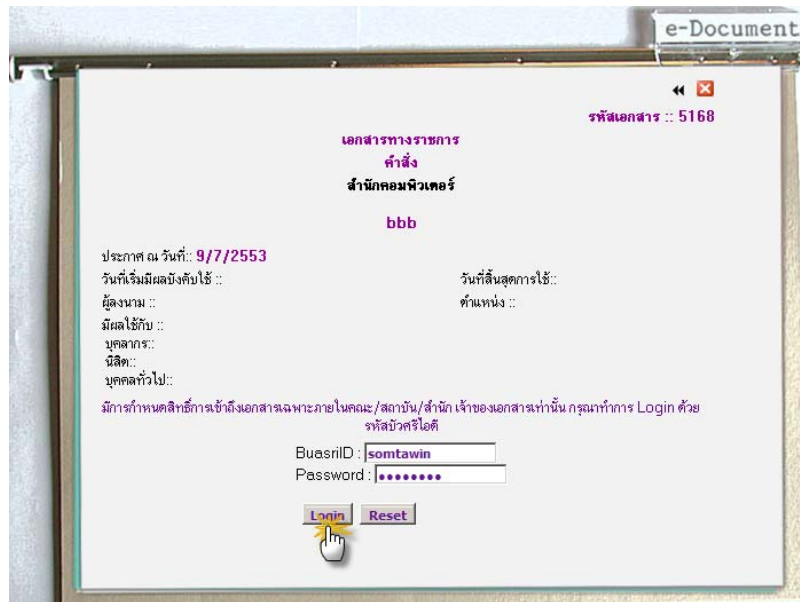 e-Document
รหัสเอกสาร :: 5168
เอกสารทางราชการ
คำสั่ง
สำนักคอมพิวเตอร์
bbb
ประกาศ ณ วันที่:: 9/7/2553
วันที่เริ่มมีผลบังคับใช้ :: วันที่สิ้นสุดการใช้::
ผู้ลงนาม :: ตำแหน่ง ::
มีผลใช้กับ ::
บุคลากร::
นิสิต::
บุคคลทั่วไป::
มีการกำหนดสิทธิ์การเข้าถึงเอกสารเฉพาะภายในคณะ/สถาบัน/สำนัก เจ้าของเอกสารเท่านั้น กรุณาทำการ Login ด้วย
รหัสบัวศรีไอดี
BuasriID : somtawin
Password : ••••••••
Login Reset